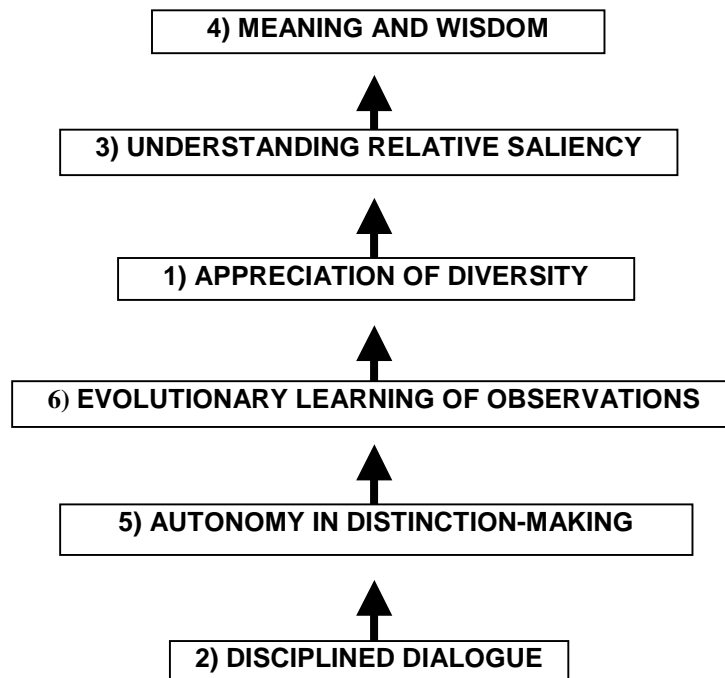 4) MEANING AND WISDOM
3) UNDERSTANDING RELATIVE SALIENCY
1) APPRECIATION OF DIVERSITY
6) EVOLUTIONARY LEARNING OF OBSERVATIONS
5) AUTONOMY IN DISTINCTION-MAKING
2) DISCIPLINED DIALOGUE